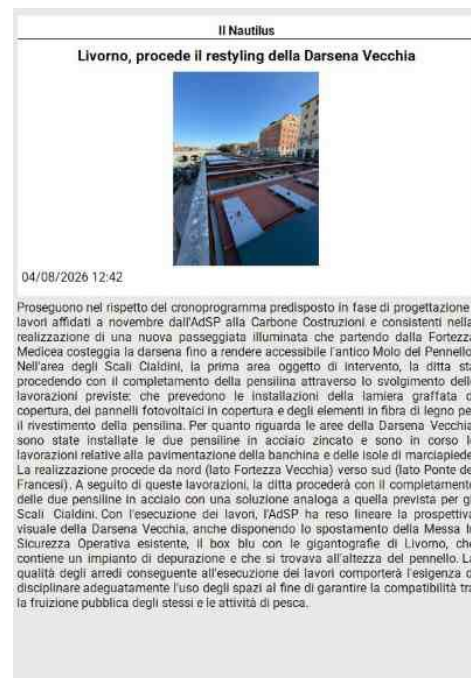 Il Nautilus
Livorno, procede il restyling della Darsena Vecchia
04/08/2026 12:42
Proseguono nel rispetto del cronoprogramma predisposto in fase di progettazione
lavori affidati a novembre dall'AdSP alla Carbone Costruzioni e consistenti nella
realizzazione di una nuova passeggiata illuminata che partendo dalla Fortezza
Medicea costeggia la darsena fino a rendere accessibile l'antico Molo del Pennello.
Nell'area degli Scali Cialdini, la prima area oggetto di intervento, la ditta sta
procedendo con il completamento della pensilina attraverso lo svolgimento delle
lavorazioni previste: che prevedono le installazioni della lamiera graffata d
copertura, dei pannelli fotovoltaici in copertura e degli elementi in fibra di legno pe
il rivestimento della pensilina. Per quanto riguarda le aree della Darsena Vecchia
sono state installate le due pensiline in acciaio zincato e sono in corso l
lavorazioni relative alla pavimentazione della banchina e delle isole di marciapiede.
La realizzazione procede da nord (lato Fortezza Vecchia) verso sud (lato Ponte de
Francesi). A seguito di queste lavorazioni, la ditta procederà con il completamento
delle due pensiline in acciaio con una soluzione analoga a quella prevista per gl
Scali Cialdini. Con l'esecuzione dei lavori, l'AdSP ha reso lineare la prospettiva
visuale della Darsena Vecchia, anche disponendo lo spostamento della Messa In
Sicurezza Operativa esistente, il box blu con le gigantografie di Livorno, che
contiene un impianto di depurazione e che si trovava all'altezza del pennello. La
qualità degli arredi conseguente all'esecuzione dei lavori comporterà l'esigenza d
disciplinare adeguatamente l'uso degli spazi al fine di garantire la compatibilità tra
la fruizione pubblica degli stessi e le attività di pesca.